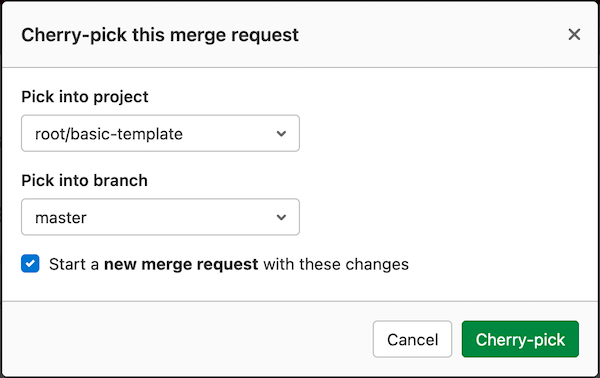 Cherry-pick this merge request
Pick into project
root/basic-template
Pick into branch
master
Start a new merge request with these changes
Cancel
Cherry-pick